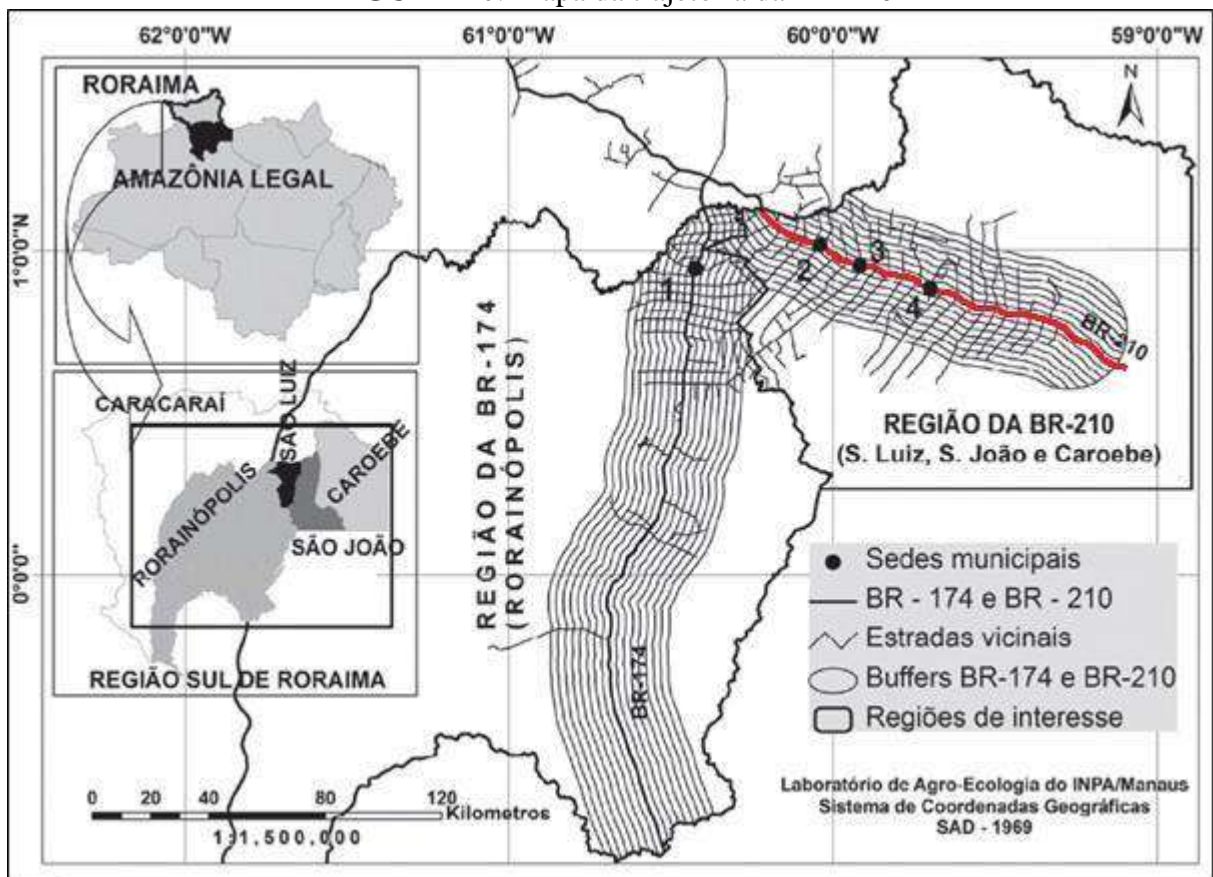 62°0'0"W
61°0'0"W
60°0'0"W
59°0'0"W
RORAIMA
AMAZÔNIA LEGAL
N
1°0'0"N
0°0'0"
CARACARAÍ
SÃO LUIZ
RORAINÓPOLIS
CAROEBE
SÃO JOÃO
REGIÃO SUL DE RORAIMA
REGIÃO DA BR-174
(RORAINÓPOLIS)
1
2
3
4
BR-210
BR-174
REGIÃO DA BR-210
(S. Luiz, S. João e Caroebe)
Sedes municipais
BR - 174 e BR - 210
Estradas vicinais
Buffers BR-174 e BR-210
Regiões de interesse
0 20 40 80 120
Kilometros
1:1,500,000
Laboratório de Agro-Ecologia do INPA/Manaus
Sistema de Coordenadas Geográficas
SAD - 1969